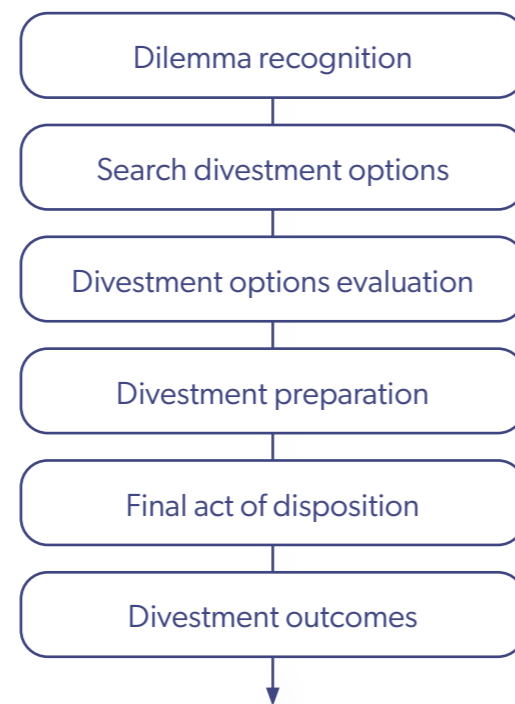 Dilemma recognition
Search divestment options
Divestment options evaluation
Divestment preparation
Final act of disposition
Divestment outcomes